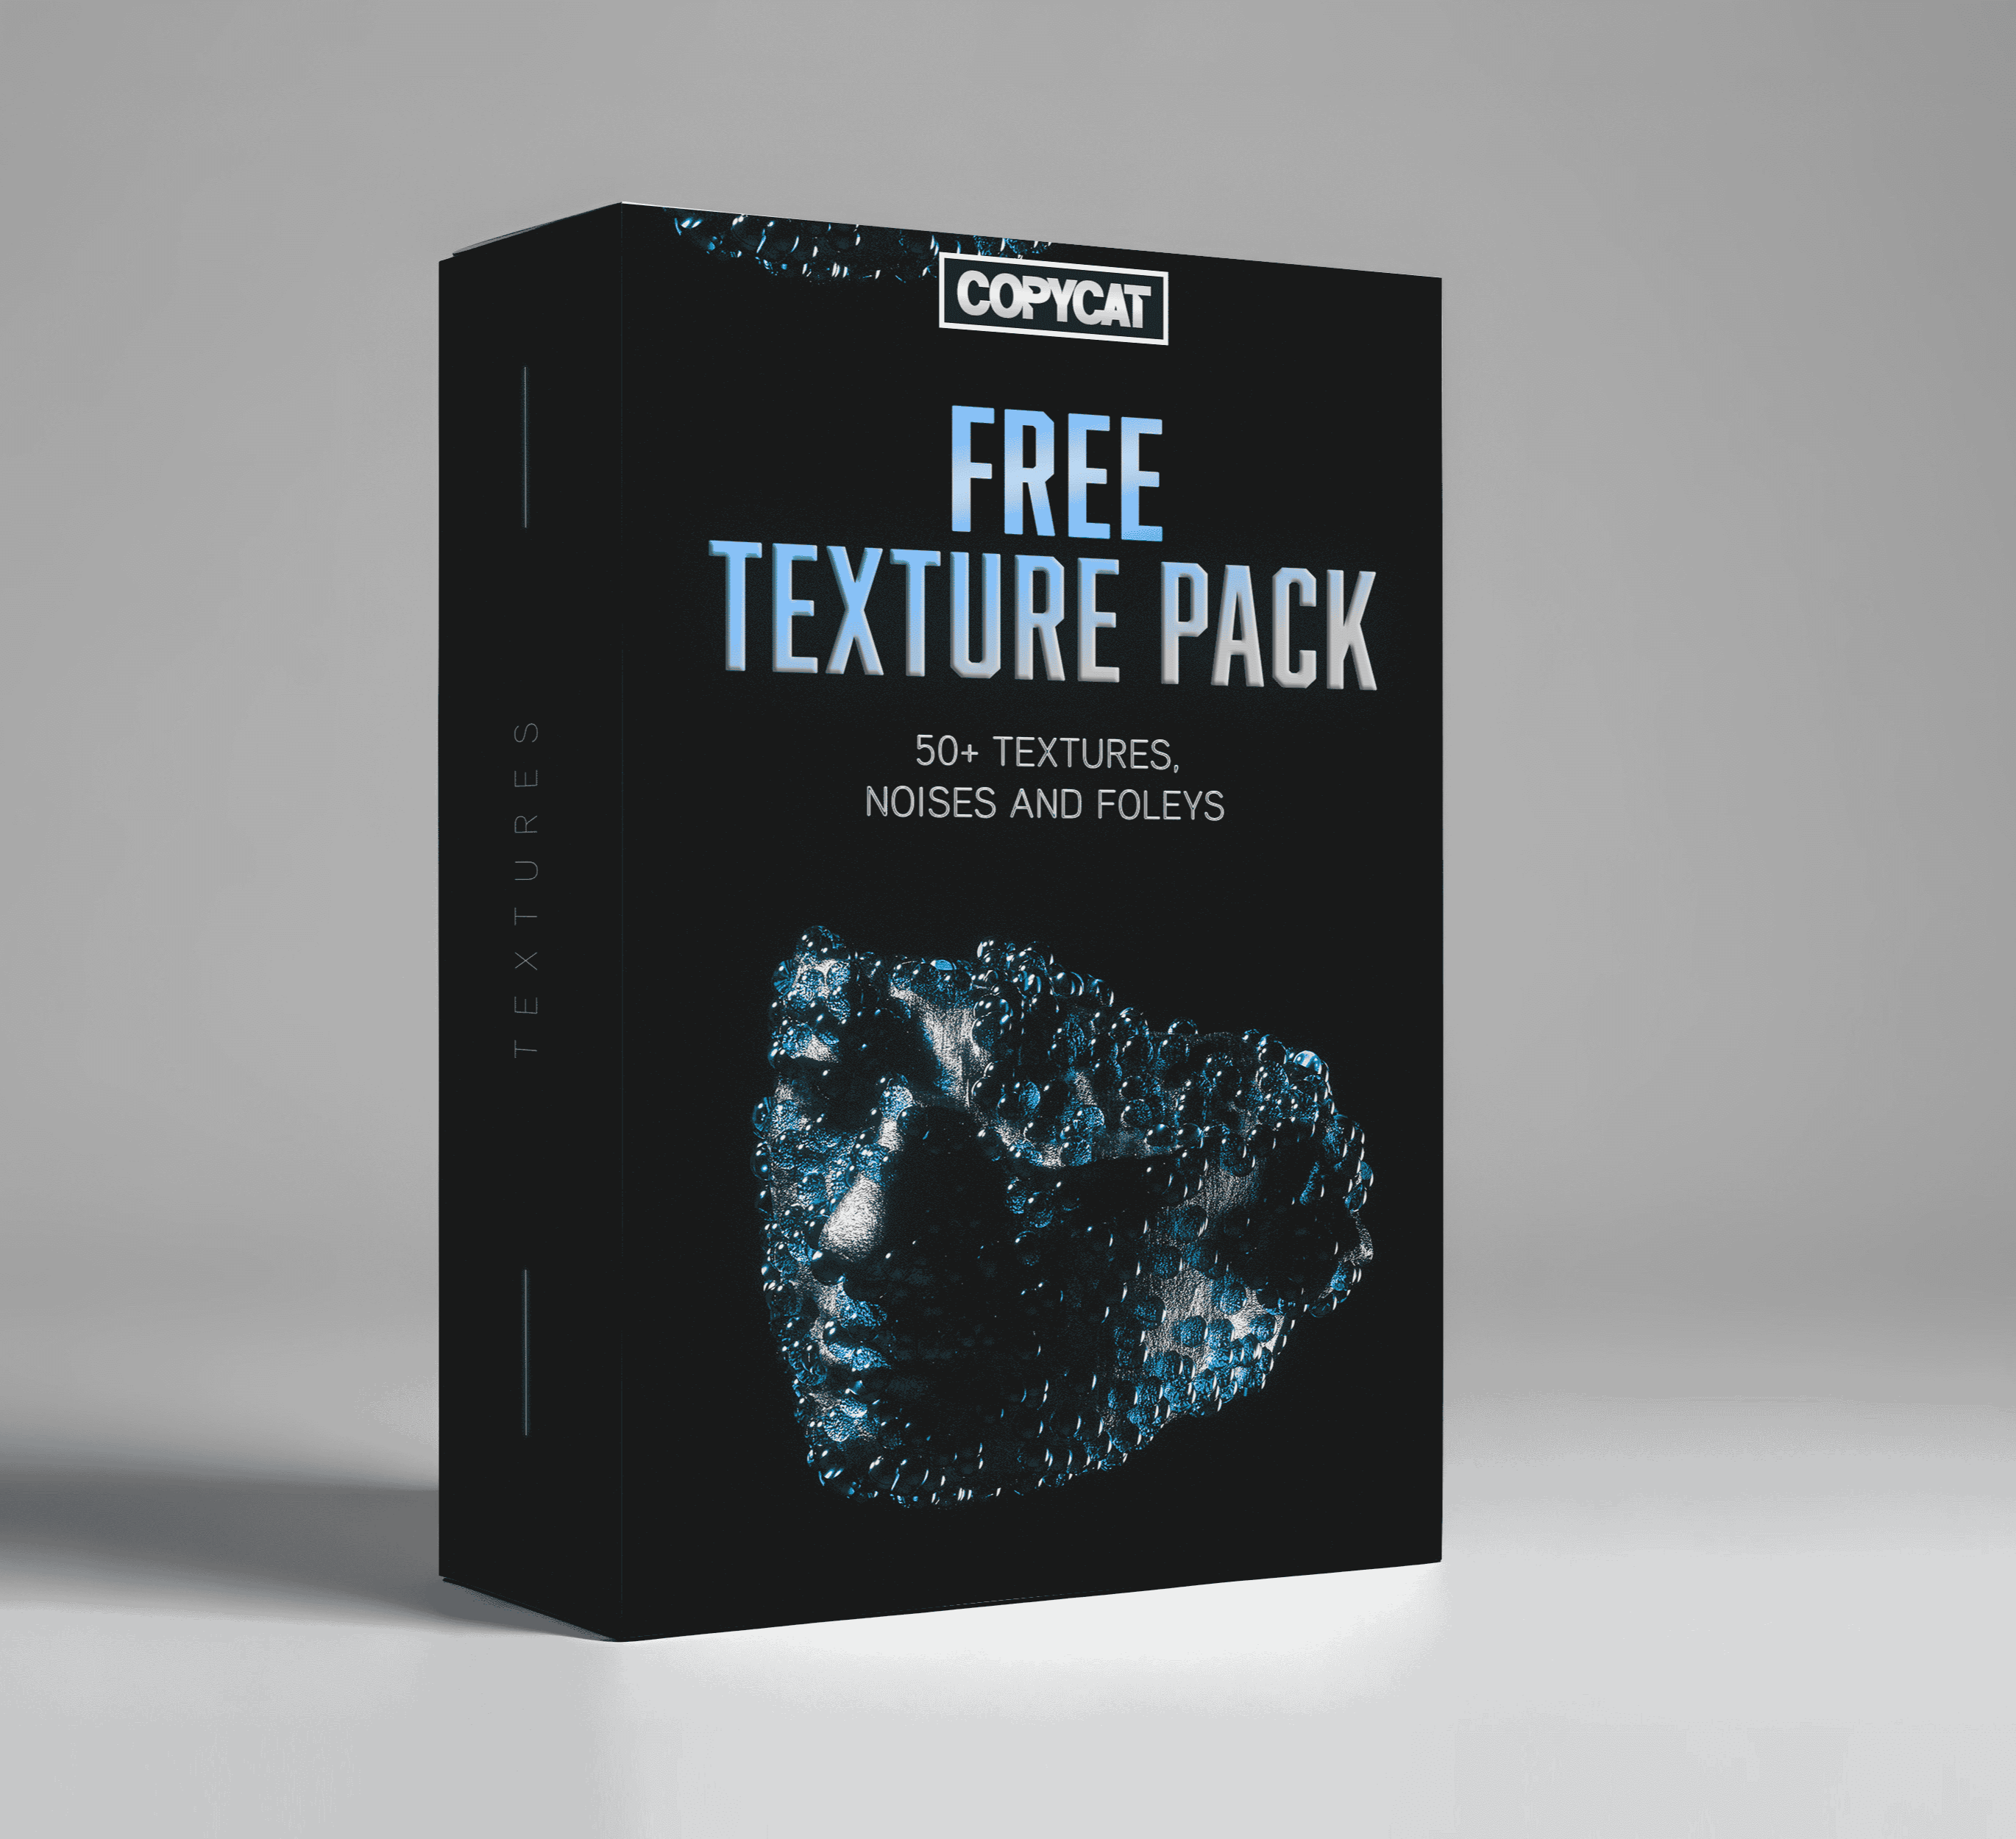 COPYCAT
FREE
TEXTURE PACK
50+ TEXTURES,
NOISES AND FOLEYS
TEXTURES